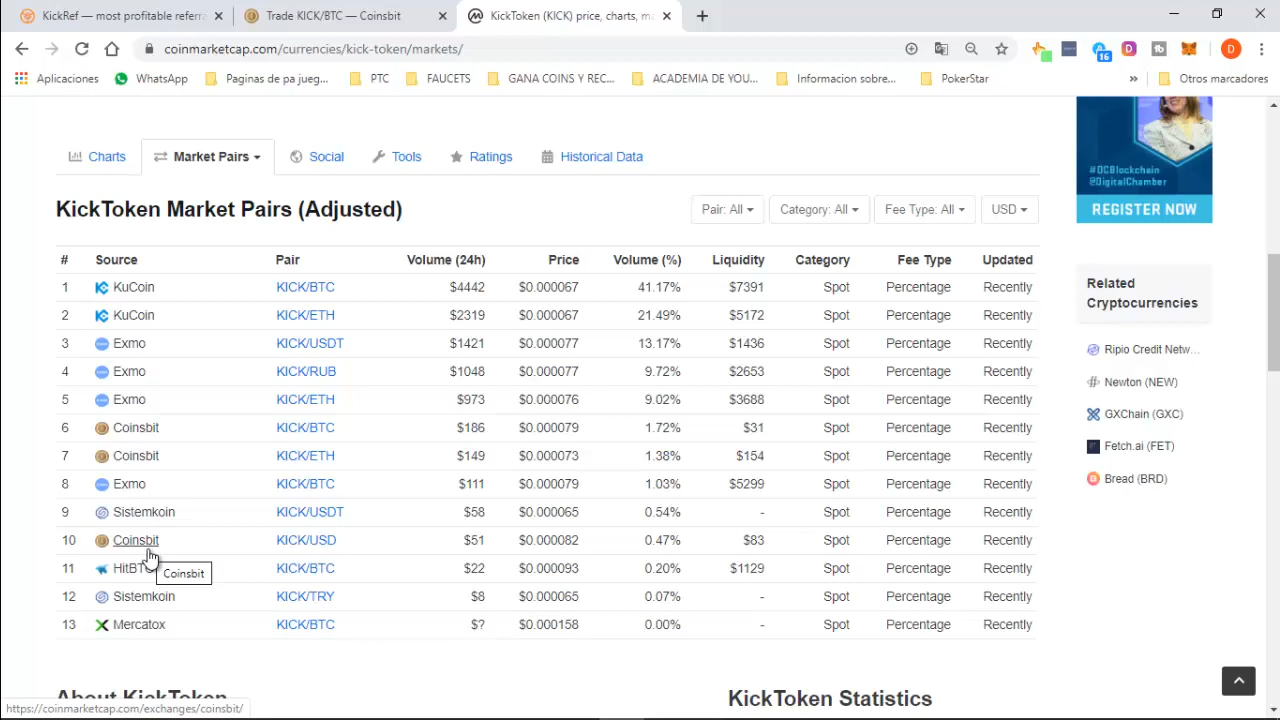 KickRef — most profitable referra
Trade KICK/BTC — Coinsbit
KickToken (KICK) price, charts, ma
coinmarketcap.com/currencies/kick-token/markets/
16
D
Aplicaciones
WhatsApp
Paginas de pa jueg...
PTC
FAUCETS
GANA COINS Y REC...
ACADEMIA DE YOU...
Informacion sobre...
PokerStar
»
Otros marcadores
#DCBlockchain
@DigitalChamber
REGISTER NOW
Charts
Market Pairs
Social
Tools
Ratings
Historical Data
KickToken Market Pairs (Adjusted)
Pair: All
Category: All
Fee Type: All
USD
# Source Pair Volume (24h) Price Volume (%) Liquidity Category Fee Type Updated
1 KuCoin KICK/BTC $4442 $0.000067 41.17% $7391 Spot Percentage Recently
2 KuCoin KICK/ETH $2319 $0.000067 21.49% $5172 Spot Percentage Recently
3 Exmo KICK/USDT $1421 $0.000077 13.17% $1436 Spot Percentage Recently
4 Exmo KICK/RUB $1048 $0.000077 9.72% $2653 Spot Percentage Recently
5 Exmo KICK/ETH $973 $0.000076 9.02% $3688 Spot Percentage Recently
6 Coinsbit KICK/BTC $186 $0.000079 1.72% $31 Spot Percentage Recently
7 Coinsbit KICK/ETH $149 $0.000073 1.38% $154 Spot Percentage Recently
8 Exmo KICK/BTC $111 $0.000079 1.03% $5299 Spot Percentage Recently
9 Sistemkoin KICK/USDT $58 $0.000065 0.54% - Spot Percentage Recently
10 Coinsbit KICK/USD $51 $0.000082 0.47% $83 Spot Percentage Recently
Coinsbit
11 HitBT KICK/BTC $22 $0.000093 0.20% $1129 Spot Percentage Recently
12 Sistemkoin KICK/TRY $8 $0.000065 0.07% - Spot Percentage Recently
13 Mercatox KICK/BTC $? $0.000158 0.00% - Spot Percentage Recently
Related
Cryptocurrencies
Ripio Credit Netw...
Newton (NEW)
GXChain (GXC)
Fetch.ai (FET)
Bread (BRD)
About KickToken
KickToken Statistics
https://coinmarketcap.com/exchanges/coinsbit/